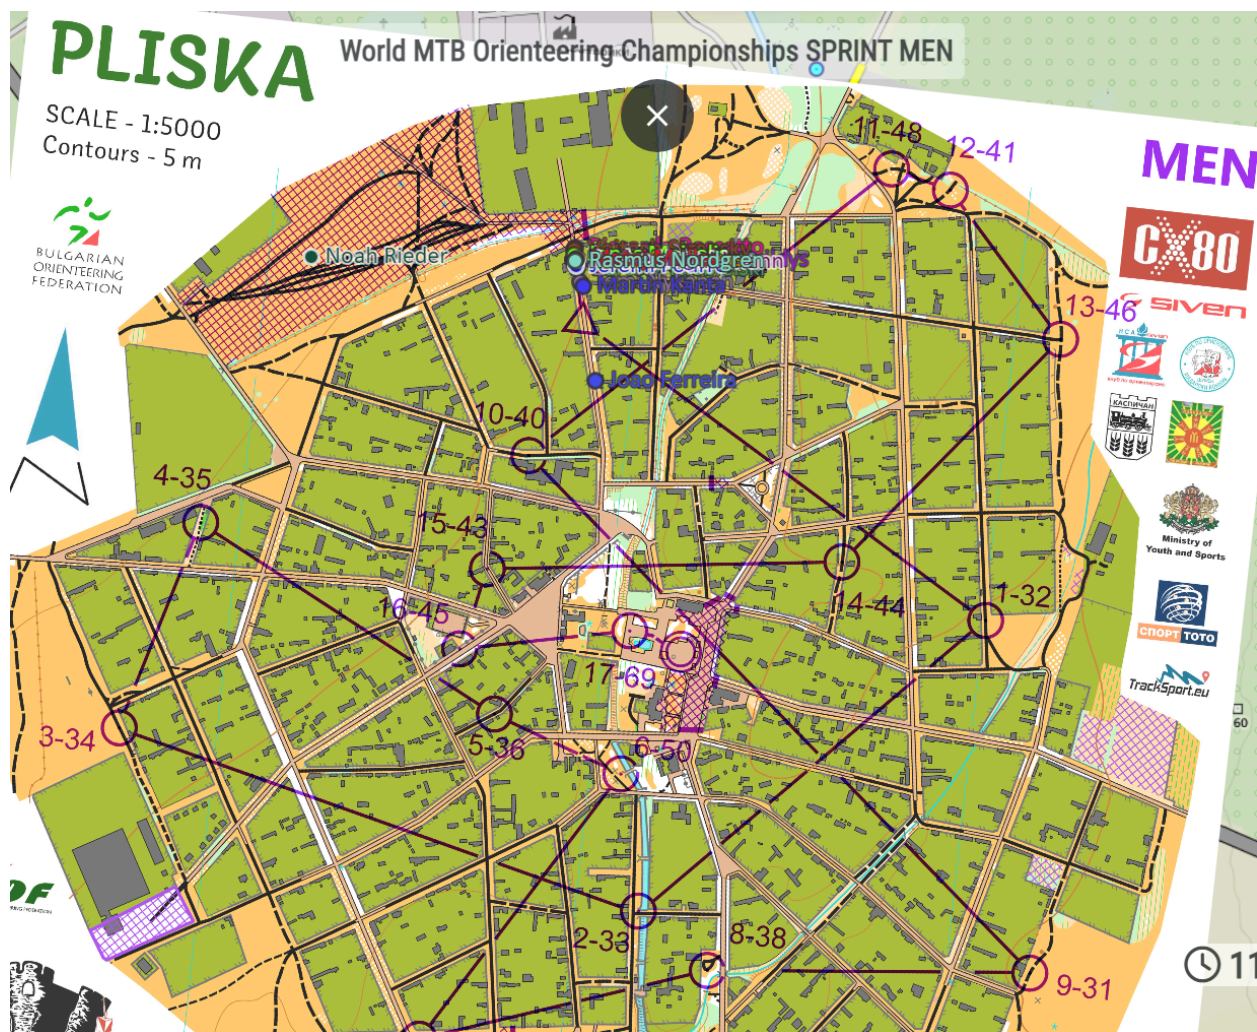 World MTB Orienteering Championships SPRINT MEN
PLISKA
SCALE - 1:5000
Contours - 5 m
BULGARIAN
ORIENTEERING
FEDERATION
MEN
CX80
SIVEN
КАСПИЧАН
Ministry of
Youth and Sports
СПОРТ ТОТО
TrackSport.eu
60
11-48
12-41
13-46
Noah Rieder
Rasmus Nordgren
Martin Kanta
Joao Ferreira
10-40
4-35
15-43
16-45
14-44
1-32
17-69
3-34
5-36
6-50
2-33
8-38
9-31
11